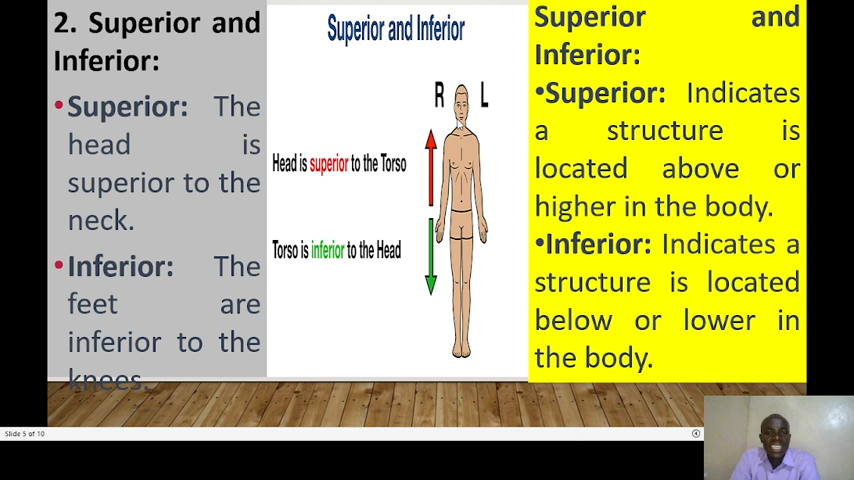 2. Superior and
Inferior:
•Superior: The
head is
superior to the
neck.
•Inferior: The
feet are
inferior to the
knees.
Superior and Inferior
R L
Head is superior to the Torso
Torso is inferior to the Head
Superior and
Inferior:
•Superior: Indicates
a structure is
located above or
higher in the body.
•Inferior: Indicates a
structure is located
below or lower in
the body.
Slide 5 of 10